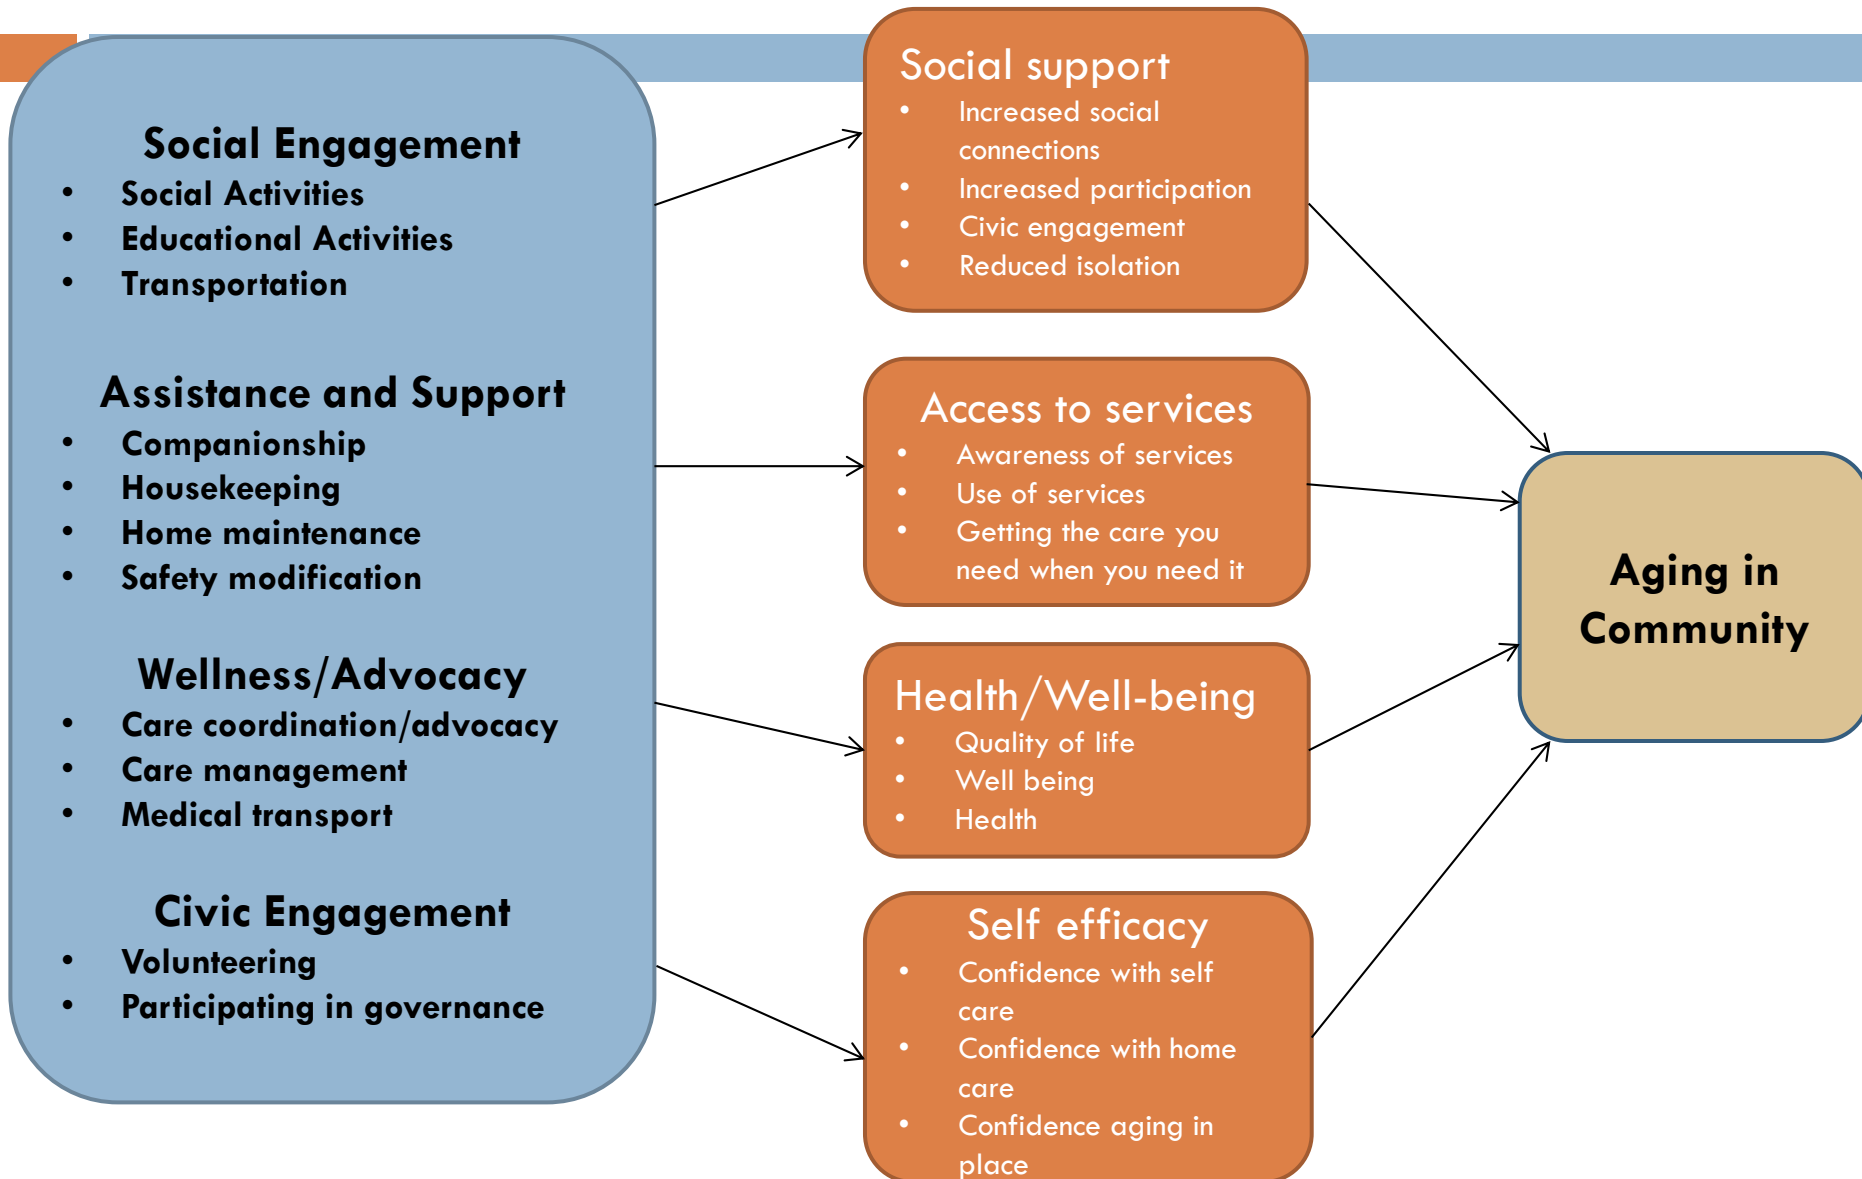 Social Engagement
• Social Activities
• Educational Activities
• Transportation
Assistance and Support
• Companionship
• Housekeeping
• Home maintenance
• Safety modification
Wellness/Advocacy
• Care coordination/advocacy
• Care management
• Medical transport
Civic Engagement
• Volunteering
• Participating in governance
Social support
• Increased social
connections
• Increased participation
• Civic engagement
• Reduced isolation
Access to services
• Awareness of services
• Use of services
• Getting the care you
need when you need it
Health/Well-being
• Quality of life
• Well being
• Health
Self efficacy
• Confidence with self
care
• Confidence with home
care
• Confidence aging in
place
Aging in
Community